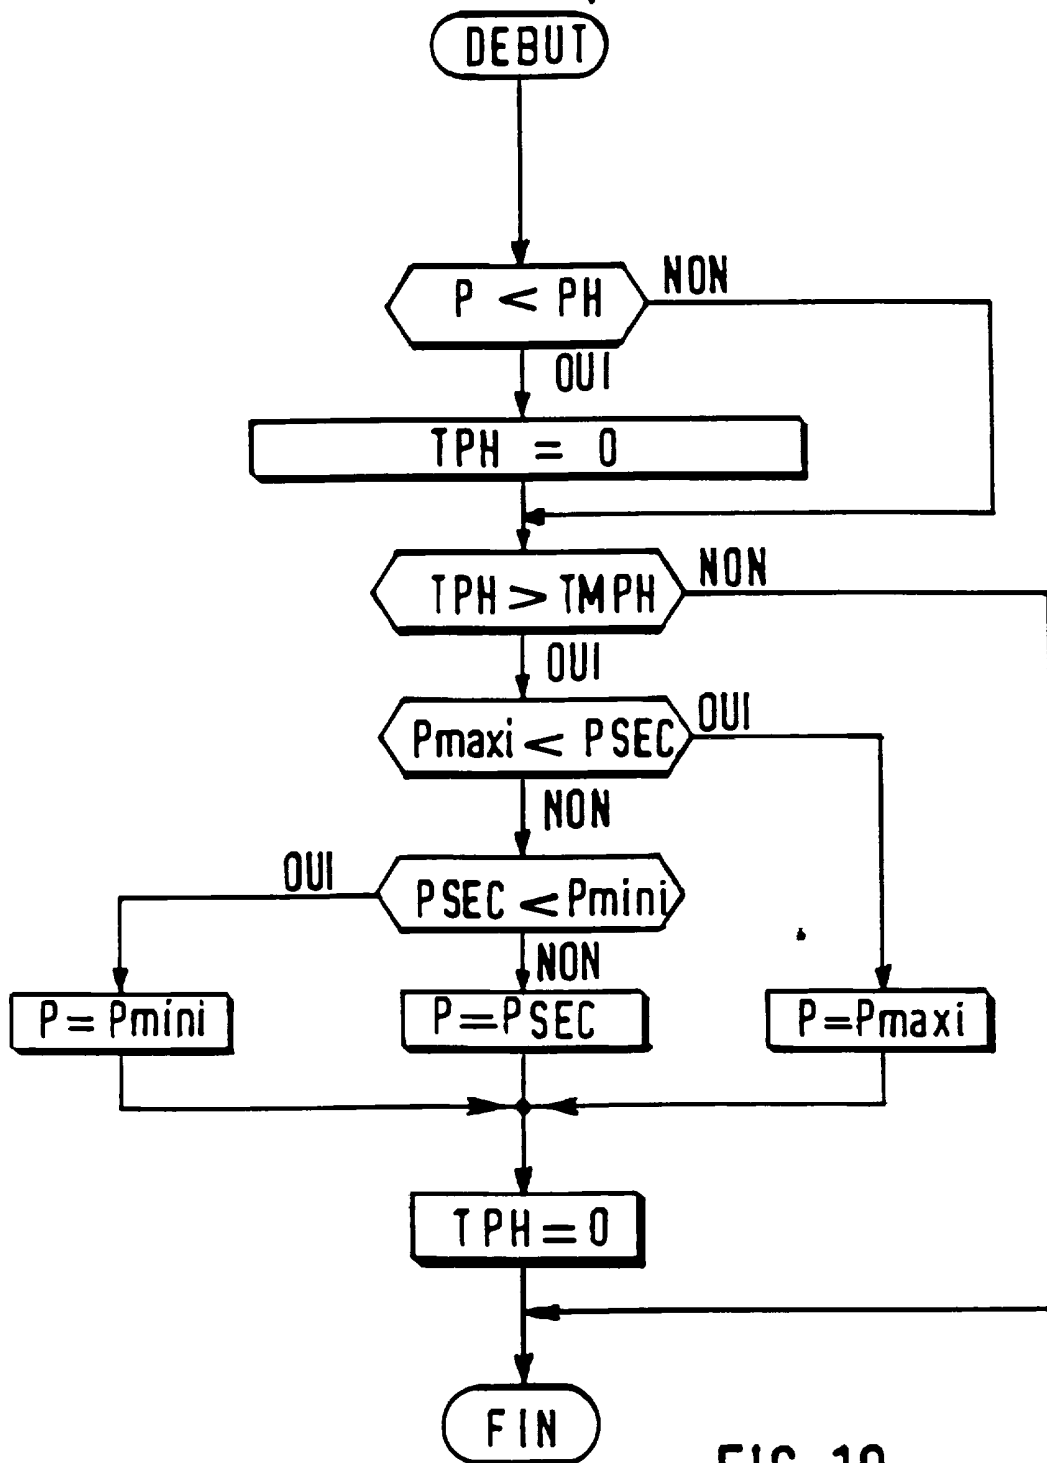 DEBUT
P < PH
NON
OUI
TPH = 0
TPH > TMPH
NON
OUI
Pmaxi < PSEC
OUI
NON
PSEC < Pmini
OUI
NON
P = Pmini
P = PSEC
P = Pmaxi
TPH = 0
FIN